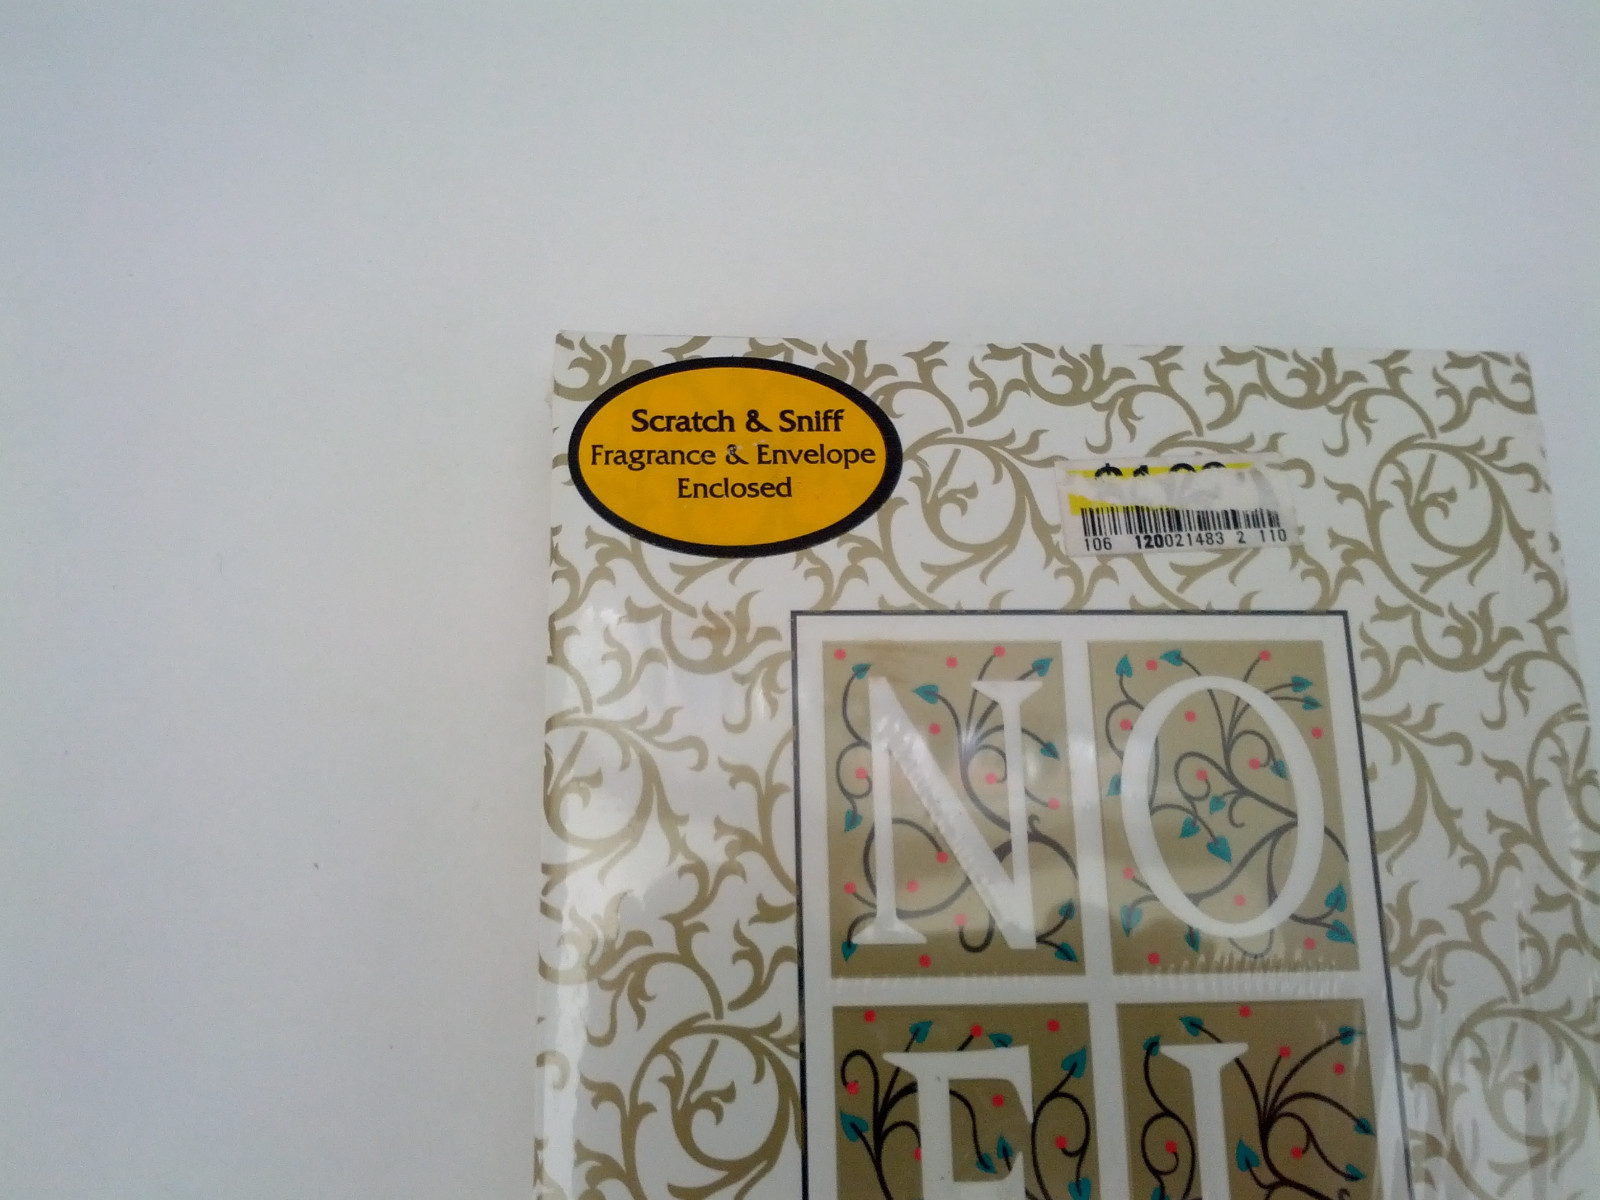 Scratch & Sniff
Fragrance & Envelope
Enclosed
106 120021483 2 110
NO